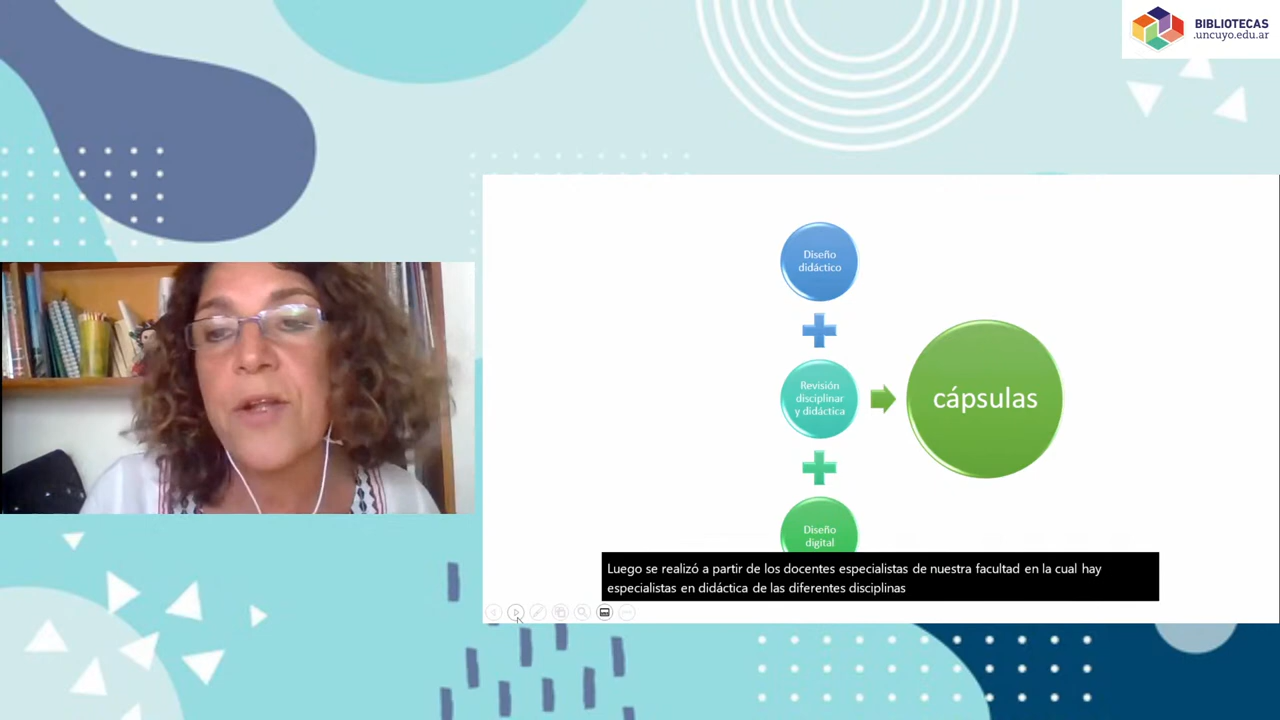 BIBLIOTECAS
.uncuyo.edu.ar
Diseño
didáctico
Revisión
disciplinar
y didáctica
cápsulas
Diseño
digital
Luego se realizó a partir de los docentes especialistas de nuestra facultad en la cual hay
especialistas en didáctica de las diferentes disciplinas